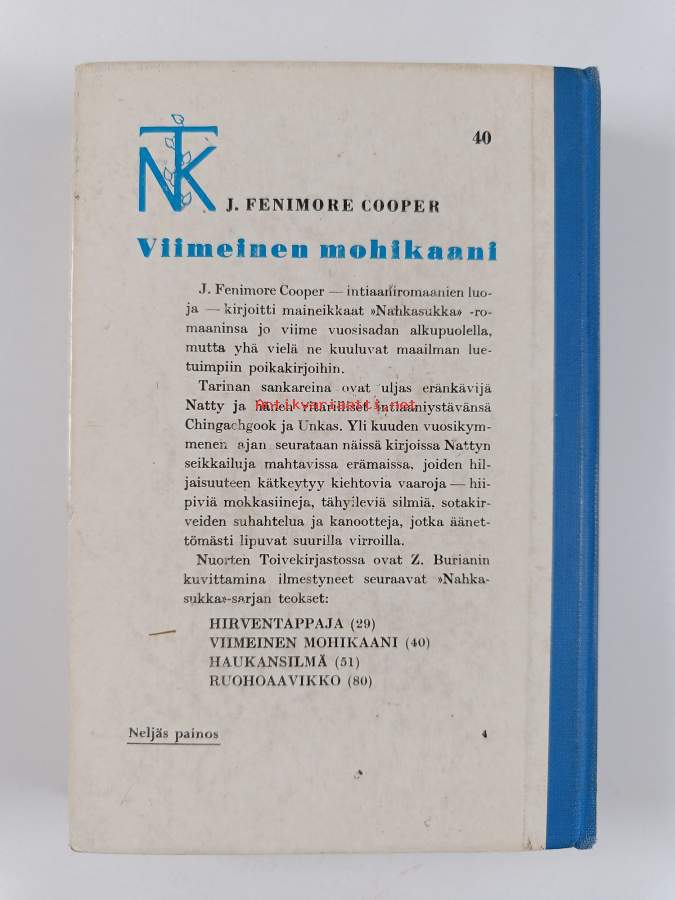 NTK
40
J. FENIMORE COOPER
Viimeinen mohikaani
J. Fenimore Cooper — intiaaniromaanien luo-
ja — kirjoitti maineikkaat »Nahkasukka» -ro-
maaninsa jo viime vuosisadan alkupuolella,
mutta yhä vielä ne kuuluvat maailman lue-
tuimpiin poikakirjoihin.
Tarinan sankareina ovat uljas eränkävijä
Antikvariaatti.net
Natty ja hänen viháriläiset intiaaniystävänsä
Chingachgook ja Unkas. Yli kuuden vuosikym-
menen ajan seurataan näissä kirjoissa Nattyn
seikkailuja mahtavissa erämaissa, joiden hil-
jaisuuteen kätkeytyy kiehtovia vaaroja — hii-
piviä mokkasiineja, tähyileviä silmiä, sotakir-
veiden suhahtelua ja kanootteja, jotka äänet-
tömästi lipuvat suurilla virroilla.
Nuorten Toivekirjastossa ovat Z. Burianin
kuvittamina ilmestyneet seuraavat »Nahka-
sukka»-sarjan teokset:
HIRVENTAPPAJA (29)
VIIMEINEN MOHIKAANI (40)
HAUKANSILMÄ (51)
RUOHOAAVIKKO (80)
Neljäs painos
4